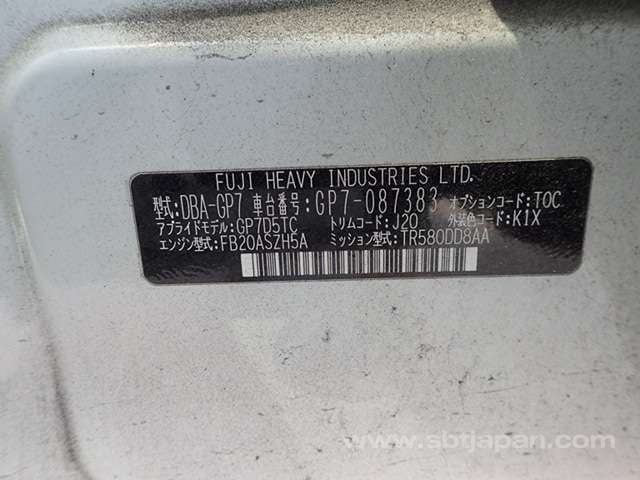 FUJI HEAVY INDUSTRIES LTD.
型式:DBA-GP7 車台番号:GP7-087383 オプションコード:TOC
アプライドモデル:GP7D5TC トリムコード:J20 外装色コード:K1X
エンジン型式:FB20ASZH5A ミッション型式:TR580DD8AA
www.sbtjapan.com